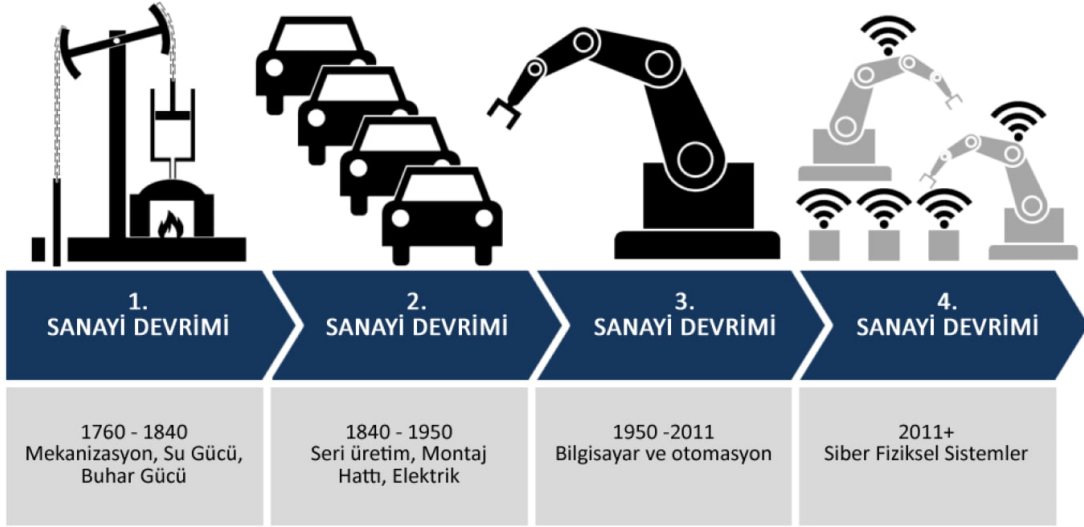 1.
SANAYİ DEVRİMİ
2.
SANAYİ DEVRİMİ
3.
SANAYİ DEVRİMİ
4.
SANAYİ DEVRİMİ
1760 - 1840
Mekanizasyon, Su Gücü,
Buhar Gücü
1840 - 1950
Seri üretim, Montaj
Hattı, Elektrik
1950 -2011
Bilgisayar ve otomasyon
2011+
Siber Fiziksel Sistemler